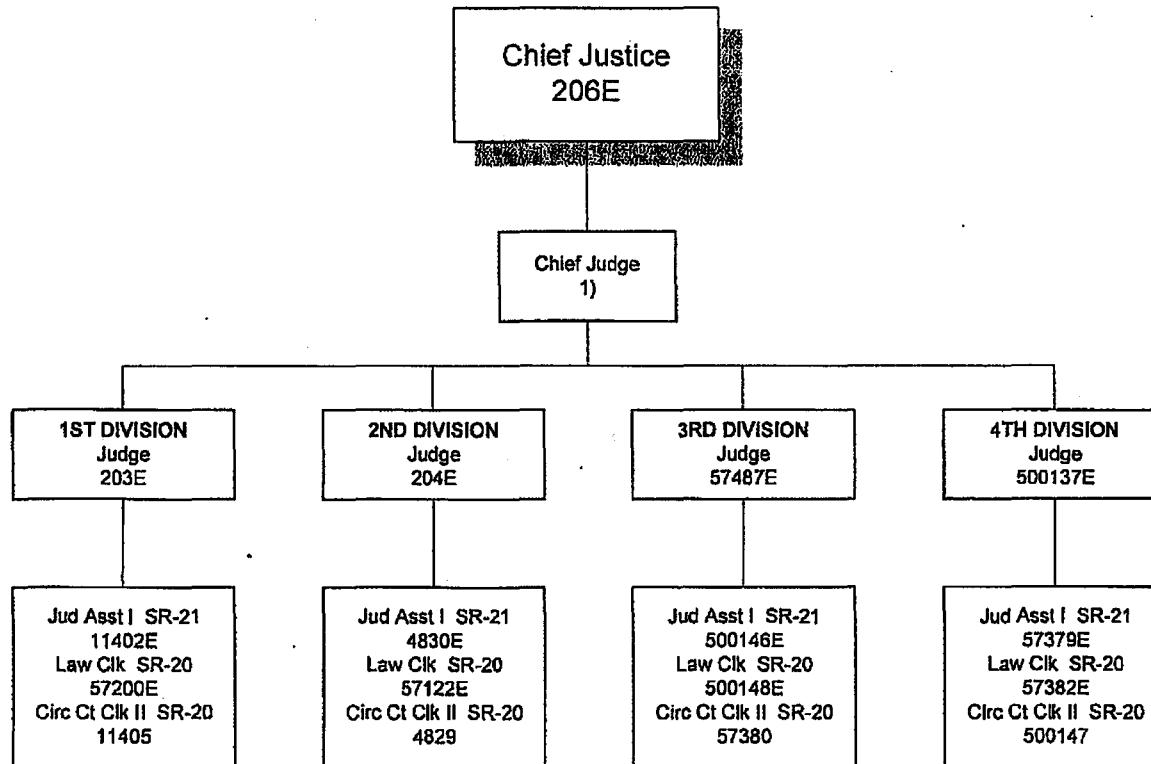 Chief Justice
206E
Chief Judge
1)
1ST DIVISION
Judge
203E
2ND DIVISION
Judge
204E
3RD DIVISION
Judge
57487E
4TH DIVISION
Judge
500137E
Jud Asst I SR-21
11402E
Law Clk SR-20
57200E
Circ Ct Clk II SR-20
11405
Jud Asst I SR-21
4830E
Law Clk SR-20
57122E
Circ Ct Clk II SR-20
4829
Jud Asst I SR-21
500146E
Law Clk SR-20
500148E
Circ Ct Clk II SR-20
57380
Jud Asst I SR-21
57379E
Law Clk SR-20
57382E
Circ Ct Clk II SR-20
500147